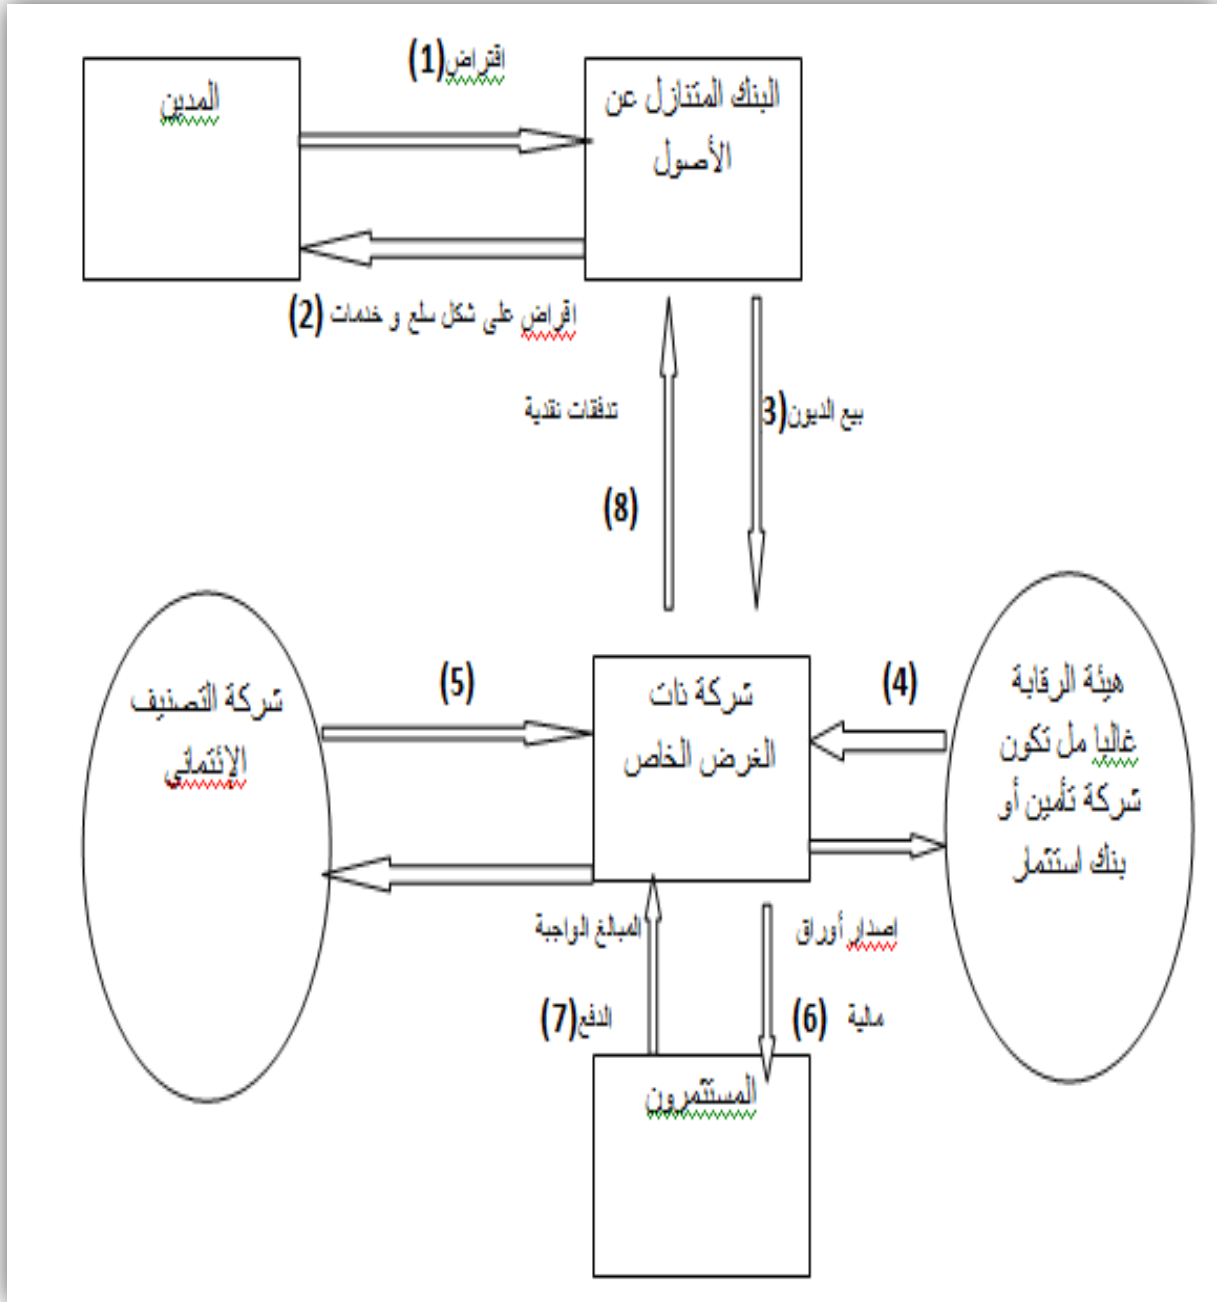 (1)اقتراض
المدين
البنك المتنازل عن
الأصول
اقراض على شكل سلع و خدمات (2)
تدفقات نقدية
بيع الديون(3
(8)
شركة التصنيف
الإئتماني
(5)
شركة ذات
الغرض الخاص
(4)
هيئة الرقابة
غالبا مل تكون
شركة تأمين أو
بنك استثمار
المبالغ الواجبة
الدفع(7)
اصدار أوراق
مالية (6)
المستثمرون